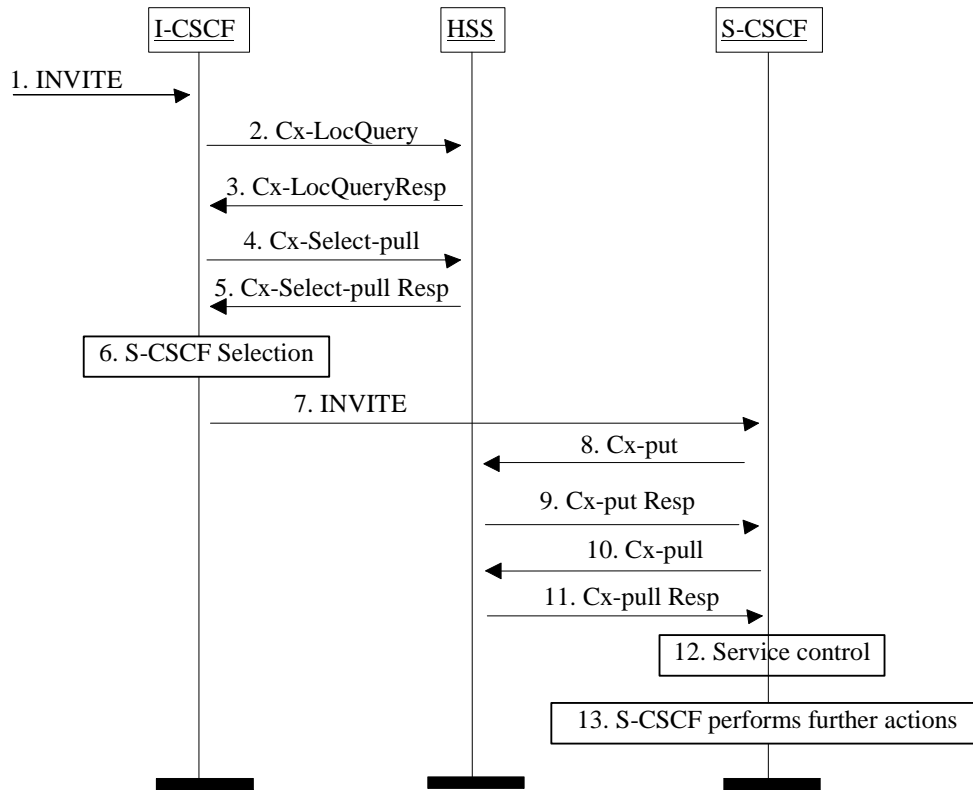 I-CSCF
HSS
S-CSCF
1. INVITE
2. Cx-LocQuery
3. Cx-LocQueryResp
4. Cx-Select-pull
5. Cx-Select-pull Resp
6. S-CSCF Selection
7. INVITE
8. Cx-put
9. Cx-put Resp
10. Cx-pull
11. Cx-pull Resp
12. Service control
13. S-CSCF performs further actions